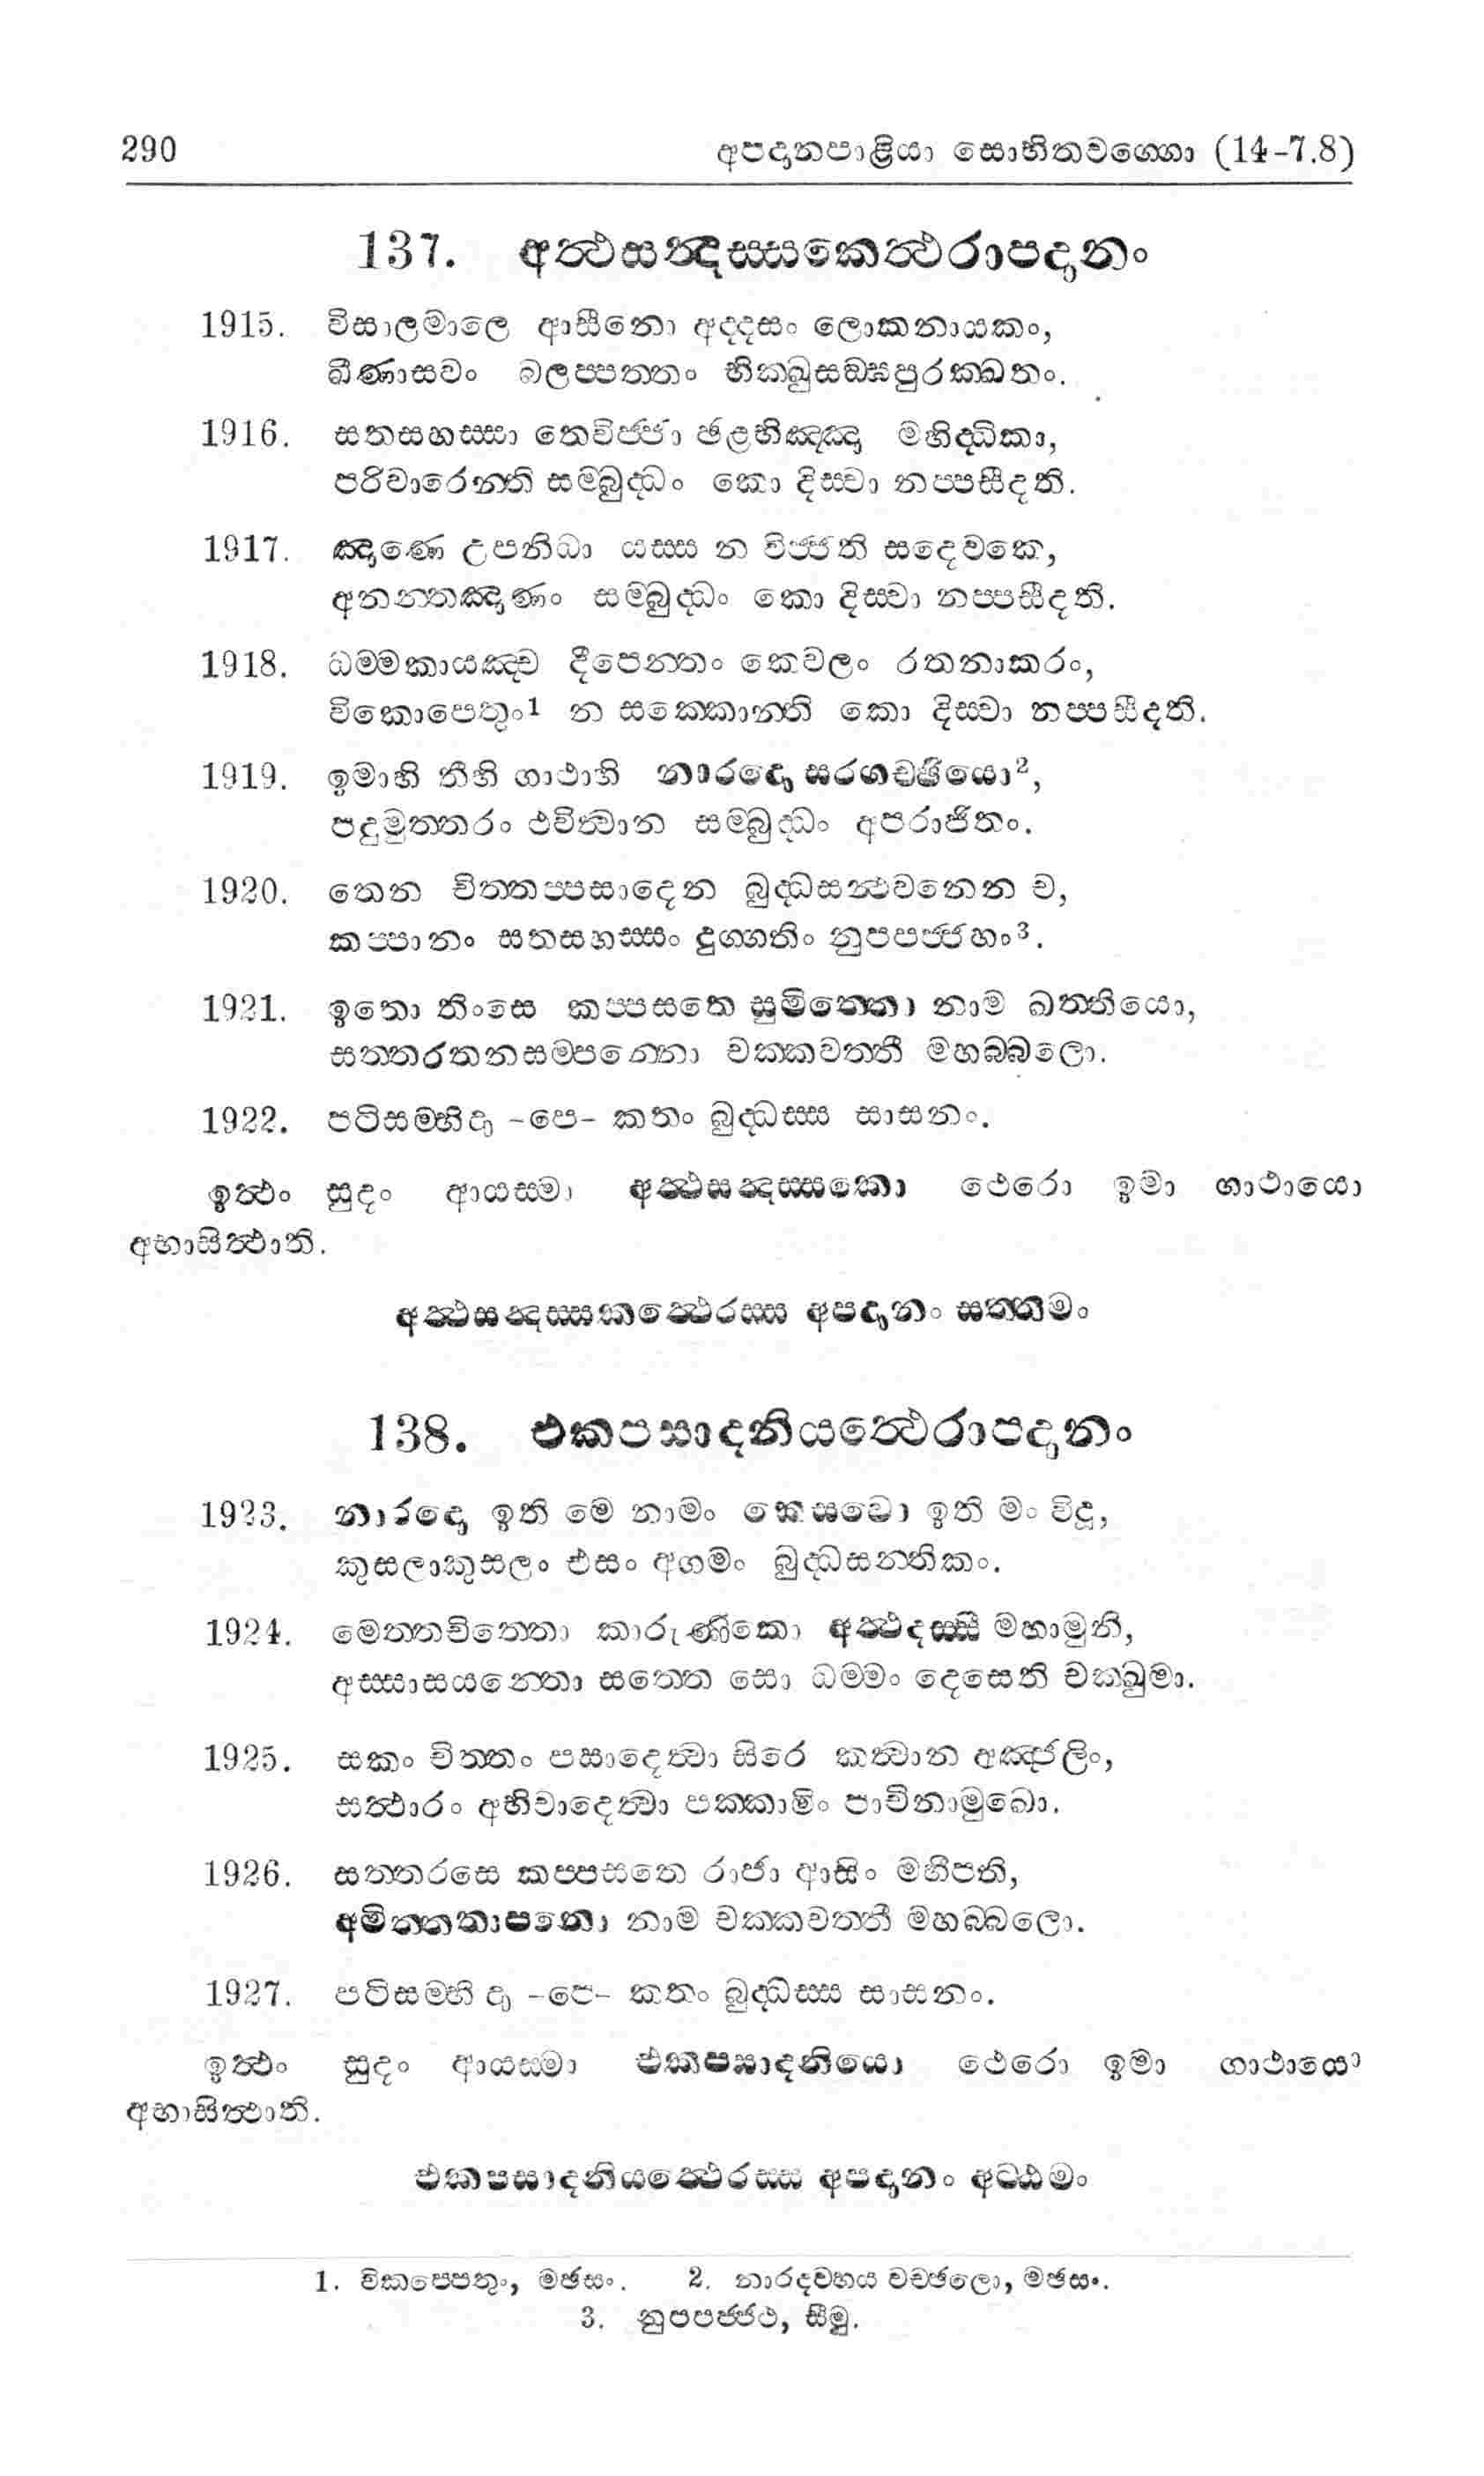 290 අපදානපාළියා සොභිතවග්ගො (14-7.8)
137. අත්ථසන්දස්සකත්ථෙරාපදානං
1915. විසාලමාලෙ ආසීනො අද්දසං ලොකනායකං,
ඛීණාසවං බලප්පත්තං භික්ඛුසඞ්ඝපුරක්ඛතං.
1916. සතසහස්සා තෙවිජ්ජා ඡළභිඤ්ඤා මහිද්ධිකා,
පරිවාරෙන්ති සම්බුද්ධං කො දිස්වා නප්පසීදති.
1917. ඤාණෙ උපනිධා යස්ස න විජ්ජති සදෙවකෙ,
අනන්තඤාණං සම්බුද්ධං කො දිස්වා නප්පසීදති.
1918. ධම්මකායඤ්ච දීපෙන්තං කෙවලං රතනාකරං,
විකොපෙතුං¹ න සක්කොන්ති කො දිස්වා නප්පසීදති.
1919. ඉමාහි තීහි ගාථාහි නාරදො සරගච්ඡියො²,
පදුමුත්තරං ථවිත්වාන සම්බුද්ධං අපරාජිතං.
1920. තෙන චිත්තප්පසාදෙන බුද්ධසන්ථවනෙන ච,
කප්පානං සතසහස්සං දුග්ගතිං නුපපජ්ජහං³.
1921. ඉතො තිංසෙ කප්පසතෙ සුමිත්තො නාම ඛත්තියො,
සත්තරතනසම්පන්නො චක්කවත්තී මහබ්බලො.
1922. පටිසම්භිදා -පෙ- කතං බුද්ධස්ස සාසනං.
ඉත්ථං සුදං ආයස්මා අත්ථසන්දස්සකො ථෙරො ඉමා ගාථායො
අභාසිත්ථාති.
අත්ථසන්දස්සකත්ථෙරස්ස අපදානං සත්තමං
138. එකපසාදනියත්ථෙරාපදානං
1923. නාරදො ඉති මෙ නාමං කෙසවො ඉති මං විදූ,
කුසලාකුසලං එසං අගමං බුද්ධසන්තිකං.
1924. මෙත්තචිත්තො කාරුණිකො අත්ථදස්සී මහාමුනි,
අස්සාසයන්තො සත්තෙ සො ධම්මං දෙසෙති චක්ඛුමා.
1925. සකං චිත්තං පසාදෙත්වා සිරෙ කත්වාන අඤ්ජලිං,
සත්ථාරං අභිවාදෙත්වා පක්කාමිං පාචිනාමුඛො.
1926. සත්තරසෙ කප්පසතෙ රාජා ආසිං මහීපති,
අමිත්තතාපනො නාම චක්කවත්තී මහබ්බලො.
1927. පටිසම්භිදා -පෙ- කතං බුද්ධස්ස සාසනං.
ඉත්ථං සුදං ආයස්මා එකපසාදනියො ථෙරො ඉමා ගාථායො
අභාසිත්ථාති.
එකපසාදනියත්ථෙරස්ස අපදානං අට්ඨමං
1. විකප්පෙතුං, මඡසං. 2. නාරදව්හය වච්ඡලො, මඡසං.
3. නුපපජ්ජථ, සීමු.